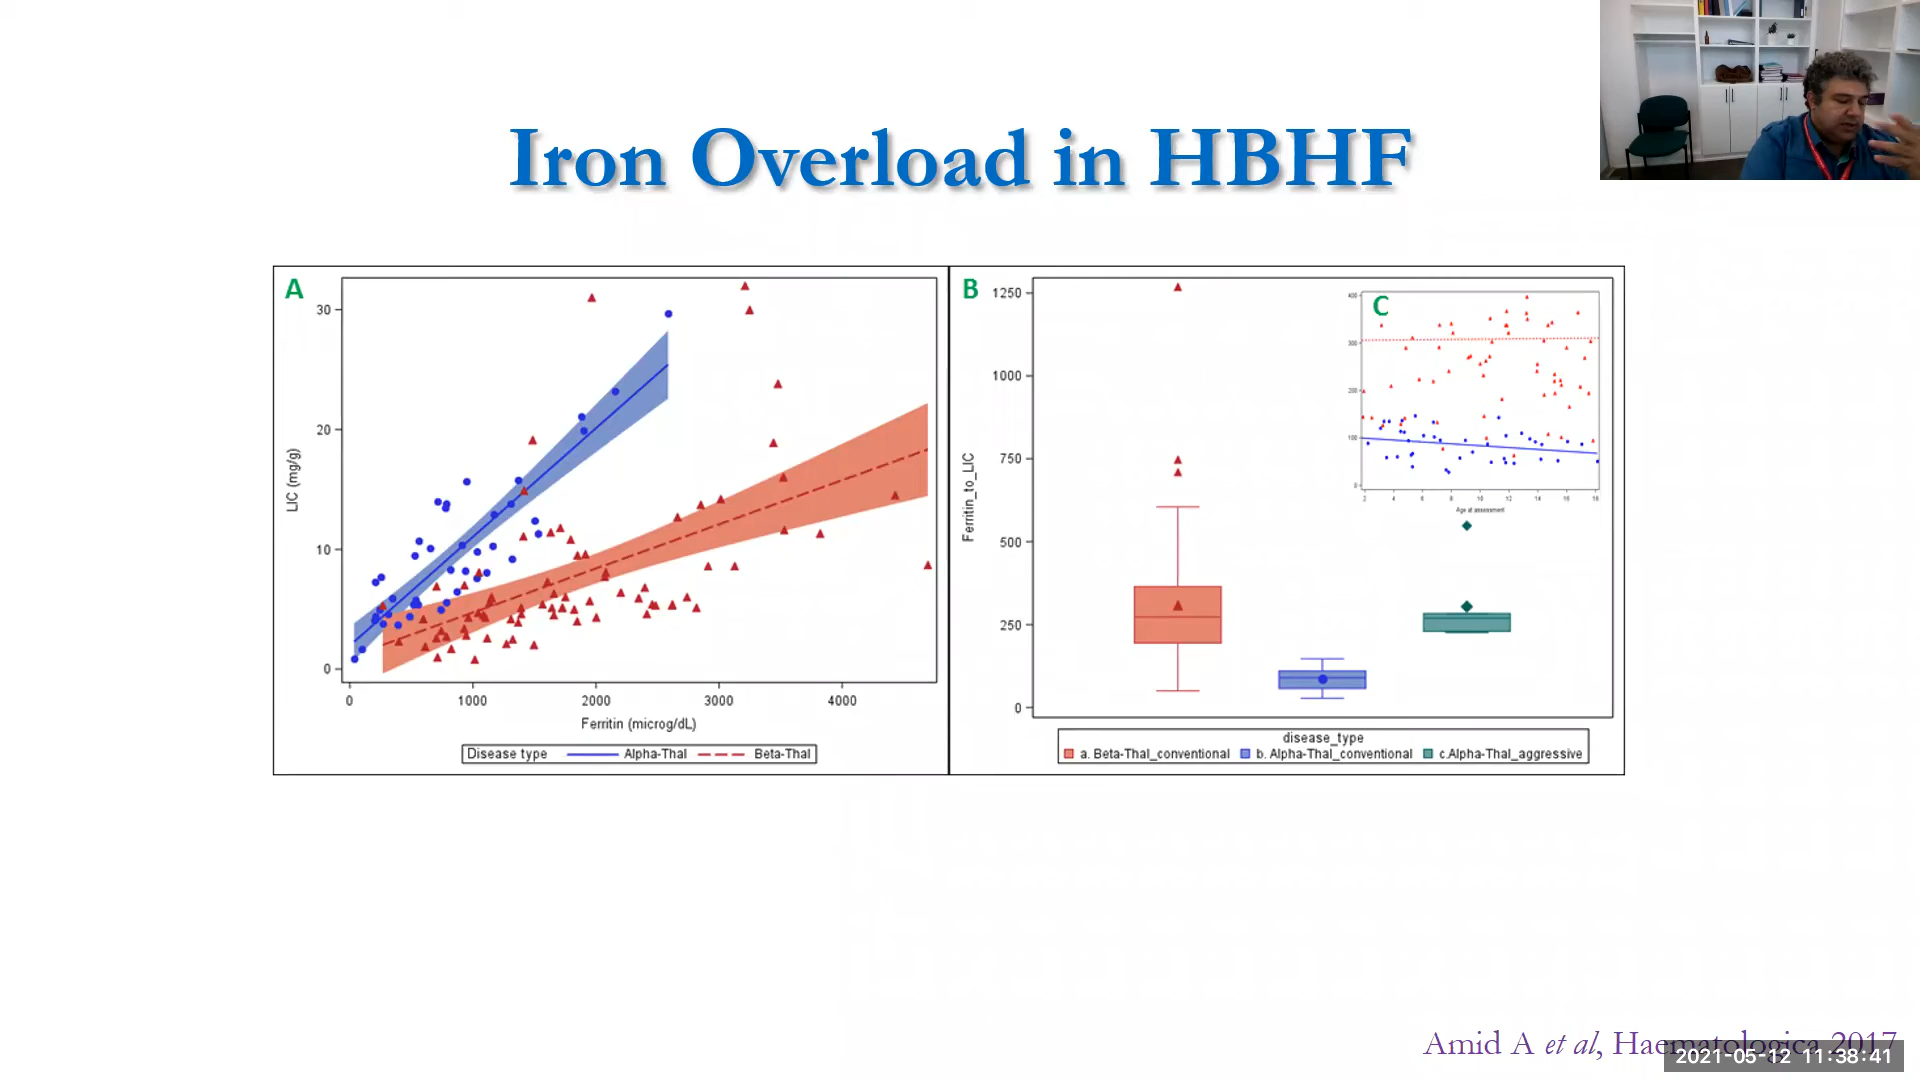 Iron Overload in HBHF
A
30
20
10
0
LIC (mg/g)
0 1000 2000 3000 4000
Ferritin (microg/dL)
Disease type Alpha-Thal Beta-Thal
B
1250
1000
750
500
250
0
Ferritin_to_LIC
C
400
300
200
100
0
2 4 6 8 10 12 14 16 18
Age at assessment
disease_type
a. Beta-Thal_conventional b. Alpha-Thal_conventional c.Alpha-Thal_aggressive
Amid A et al, Haematologica 2017
2021-05-12 11:38:41